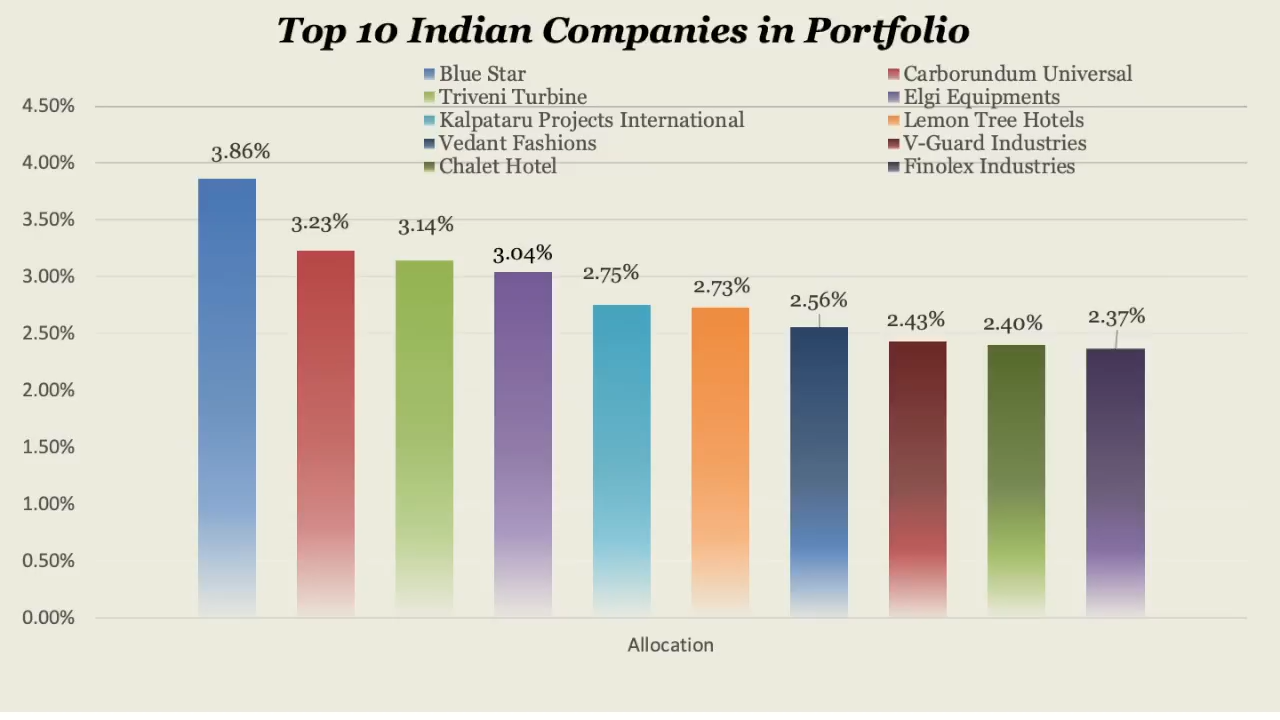 Top 10 Indian Companies in Portfolio
Blue Star
Carborundum Universal
Triveni Turbine
Elgi Equipments
Kalpataru Projects International
Lemon Tree Hotels
Vedant Fashions
V-Guard Industries
Chalet Hotel
Finolex Industries
4.50%
4.00%
3.50%
3.00%
2.50%
2.00%
1.50%
1.00%
0.50%
0.00%
3.86%
3.23%
3.14%
3.04%
2.75%
2.73%
2.56%
2.43%
2.40%
2.37%
Allocation